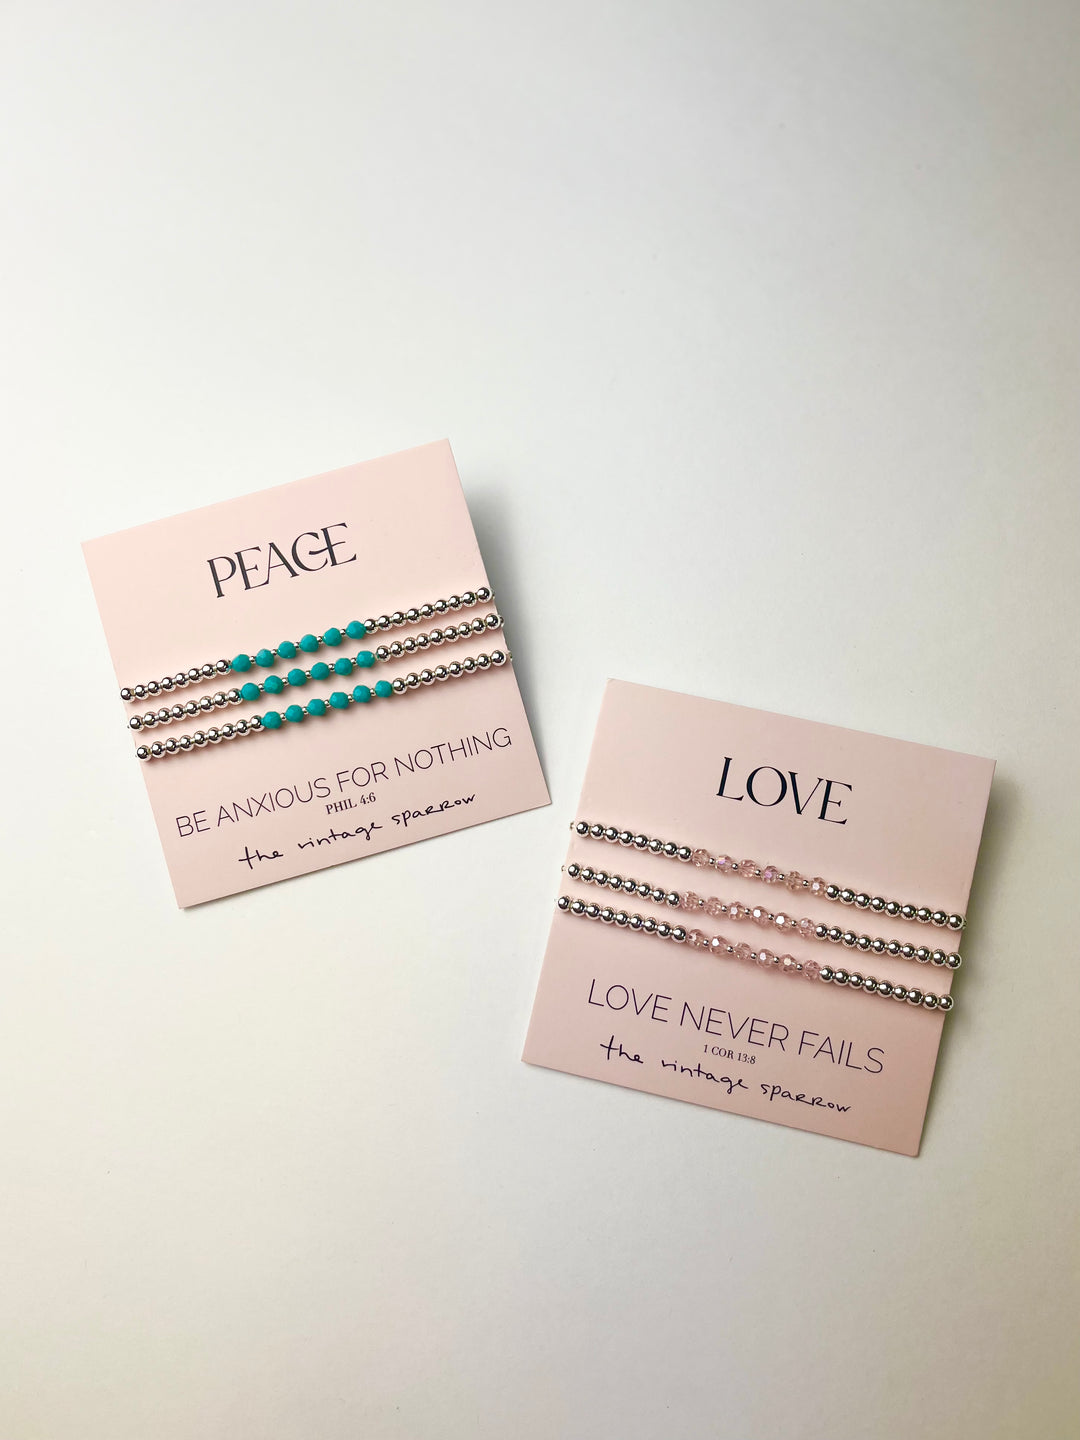 PEACE
BE ANXIOUS FOR NOTHING
PHIL 4:6
the vintage sparrow
LOVE
LOVE NEVER FAILS
1 COR 13:8
the vintage sparrow